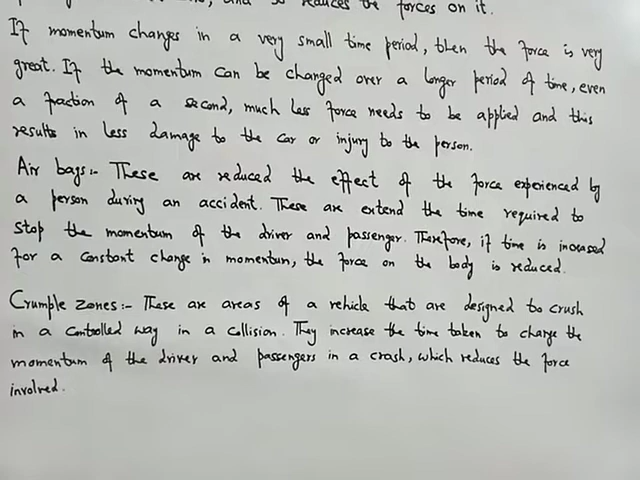 and so reduces the forces on it.
If momentum changes in a very small time period, then the force is very
great. If the momentum can be changed over a longer period of time, even
a fraction of a second, much less force needs to be applied and this
results in less damage to the car or injury to the person.
Air bags:- These are reduced the effect of the force experienced by
a person during an accident. These are extend the time required to
stop the momentum of the driver and passenger. Therefore, if time is increased
for a constant change in momentum, the force on the body is reduced.
Crumple zones:- These are areas of a vehicle that are designed to crush
in a controlled way in a collision. They increase the time taken to change the
momentum of the driver and passengers in a crash, which reduces the force
involved.